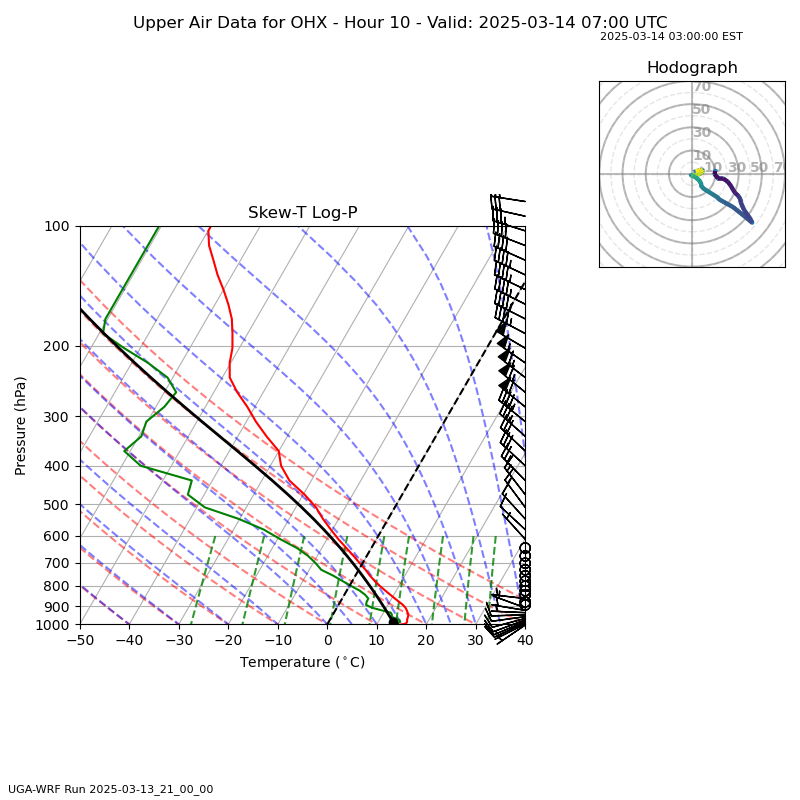 Upper Air Data for OHX - Hour 10 - Valid: 2025-03-14 07:00 UTC
2025-03-14 03:00:00 EST
Hodograph
70
50
30
10
10 30 50 7
Skew-T Log-P
100
200
300
400
500
600
700
800
900
1000
Pressure (hPa)
−50 −40 −30 −20 −10 0 10 20 30 40
Temperature (°C)
UGA-WRF Run 2025-03-13_21_00_00